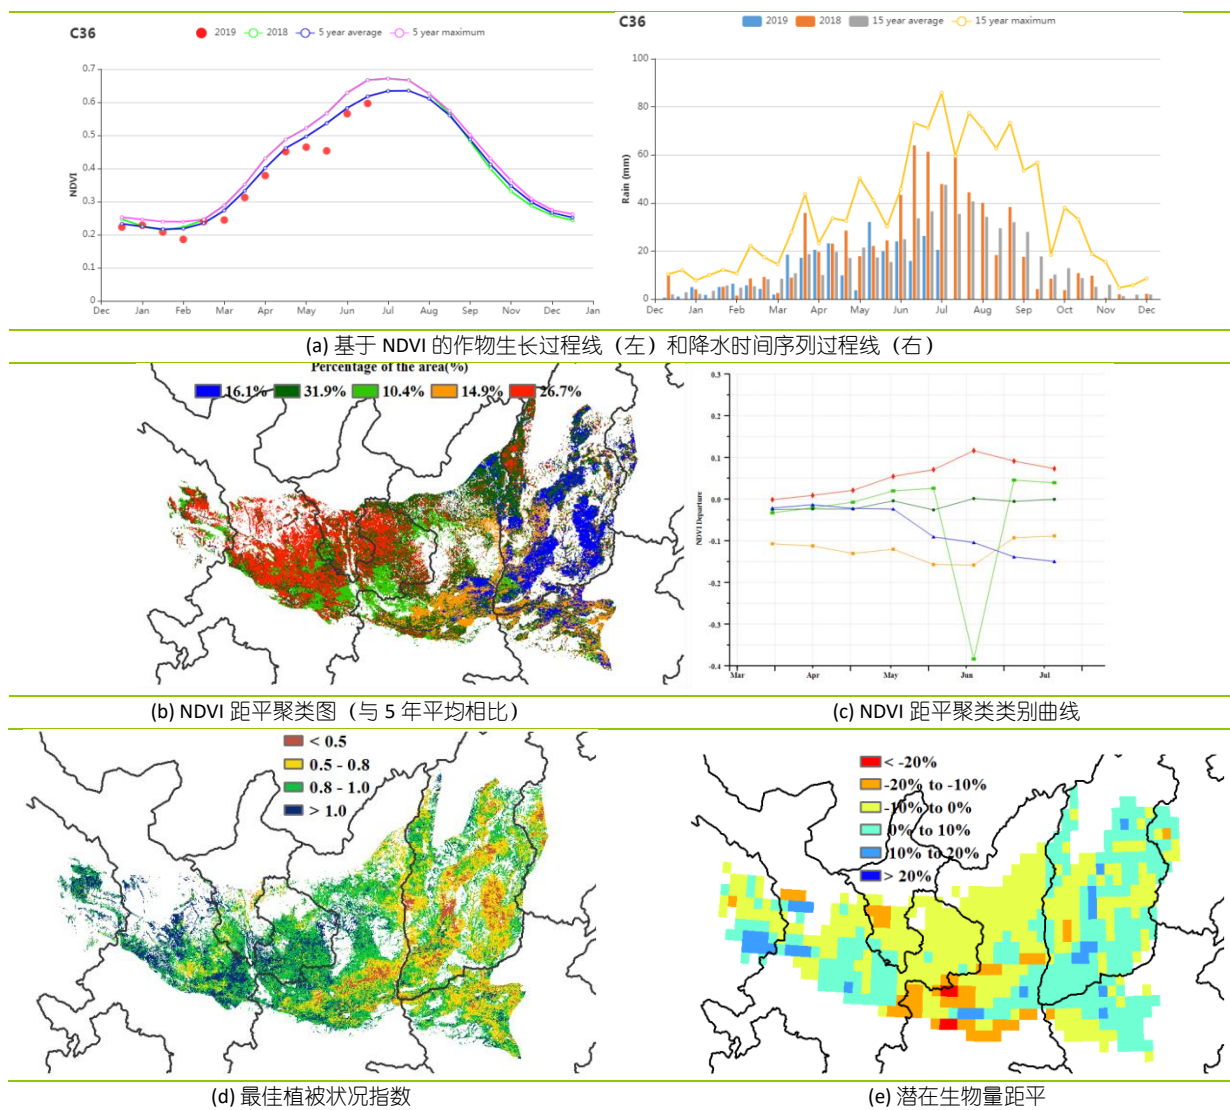 C36
2019 2018 5 year average 5 year maximum
0.7
0.6
0.5
0.4
0.3
0.2
0.1
0
NDVI
Dec Jan Feb Mar Apr May Jun Jul Aug Sep Oct Nov Dec Jan
C36
2019 2018 15 year average 15 year maximum
100
80
60
40
20
0
Rain (mm)
Dec Jan Feb Mar Apr May Jun Jul Aug Sep Oct Nov Dec
(a) 基于 NDVI 的作物生长过程线（左）和降水时间序列过程线（右）
Percentage of the area(%)
16.1% 31.9% 10.4% 14.9% 26.7%
0.3
0.2
0.1
0.0
-0.1
-0.2
-0.3
-0.4
NDVI Departure
Mar Apr May Jun Jul
(b) NDVI 距平聚类图（与 5 年平均相比）
(c) NDVI 距平聚类类别曲线
< 0.5
0.5 - 0.8
0.8 - 1.0
> 1.0
< -20%
-20% to -10%
-10% to 0%
0% to 10%
10% to 20%
> 20%
(d) 最佳植被状况指数
(e) 潜在生物量距平